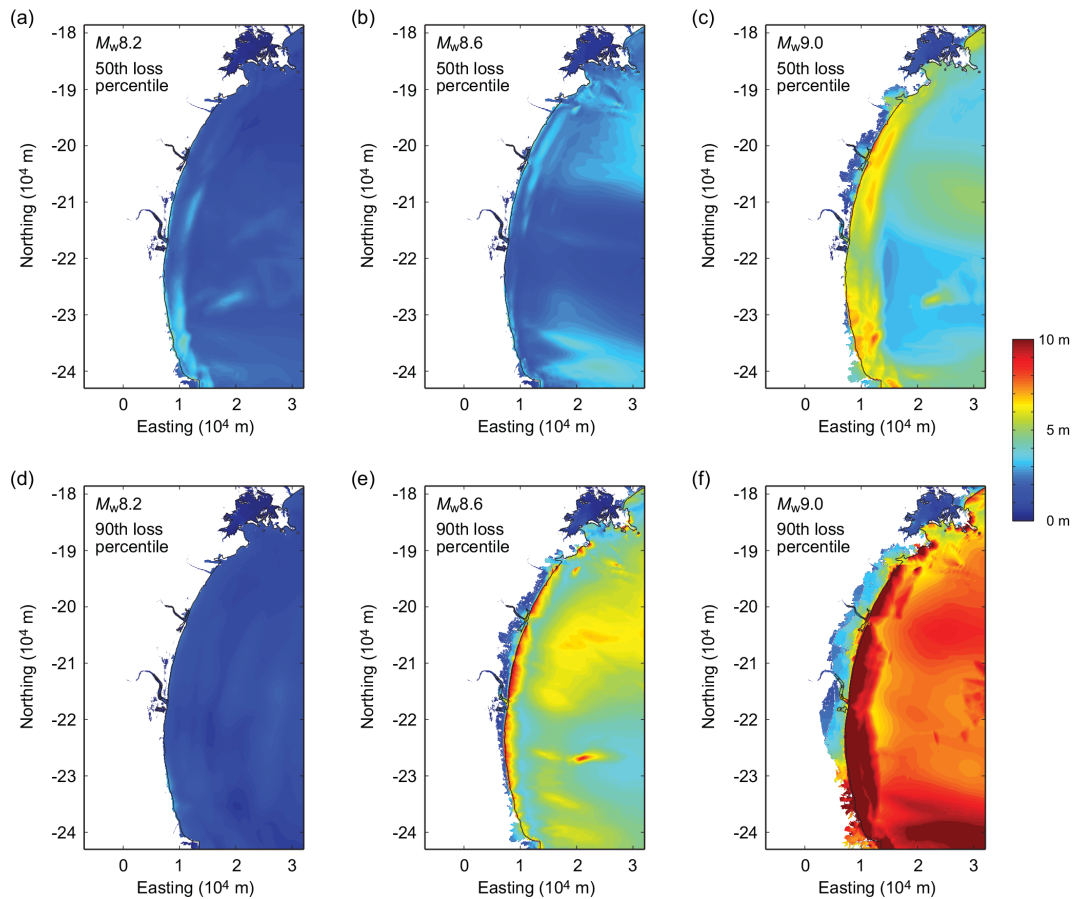 (a)
(b)
(c)
Mw8.2
50th loss
percentile
Mw8.6
50th loss
percentile
Mw9.0
50th loss
percentile
-18
-19
-20
-21
-22
-23
-24
Northing (10⁴ m)
-18
-19
-20
-21
-22
-23
-24
Northing (10⁴ m)
-18
-19
-20
-21
-22
-23
-24
Northing (10⁴ m)
0 1 2 3
Easting (10⁴ m)
0 1 2 3
Easting (10⁴ m)
0 1 2 3
Easting (10⁴ m)
10 m
5 m
0 m
(d)
(e)
(f)
Mw8.2
90th loss
percentile
Mw8.6
90th loss
percentile
Mw9.0
90th loss
percentile
-18
-19
-20
-21
-22
-23
-24
Northing (10⁴ m)
-18
-19
-20
-21
-22
-23
-24
Northing (10⁴ m)
-18
-19
-20
-21
-22
-23
-24
Northing (10⁴ m)
0 1 2 3
Easting (10⁴ m)
0 1 2 3
Easting (10⁴ m)
0 1 2 3
Easting (10⁴ m)